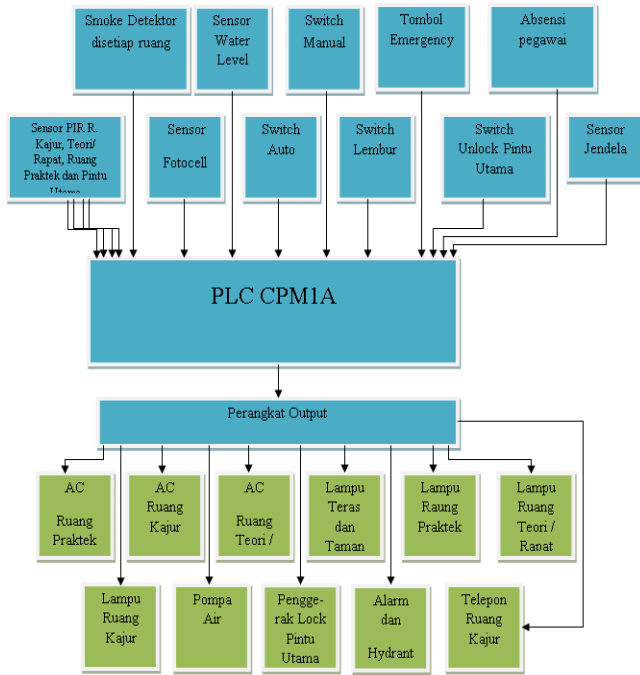 Smoke Detektor
disetiap ruang
Sensor
Water
Level
Switch
Manual
Tombol
Emergency
Absensi
pegawai
Sensor PIR R.
Kajur, Teori/
Rapat, Ruang
Praktek dan Pintu
Utama
Sensor
Fotocell
Switch
Auto
Switch
Lembur
Switch
Unlock Pintu
Utama
Sensor
Jendela
PLC CPM1A
Perangkat Output
AC
Ruang
Praktek
AC
Ruang
Kajur
AC
Ruang
Teori /
Lampu
Teras
dan
Taman
Lampu
Raung
Praktek
Lampu
Ruang
Teori /
Rapat
Lampu
Ruang
Kajur
Pompa
Air
Pengge-
rak Lock
Pintu
Utama
Alarm
dan
Hydrant
Telepon
Ruang
Kajur